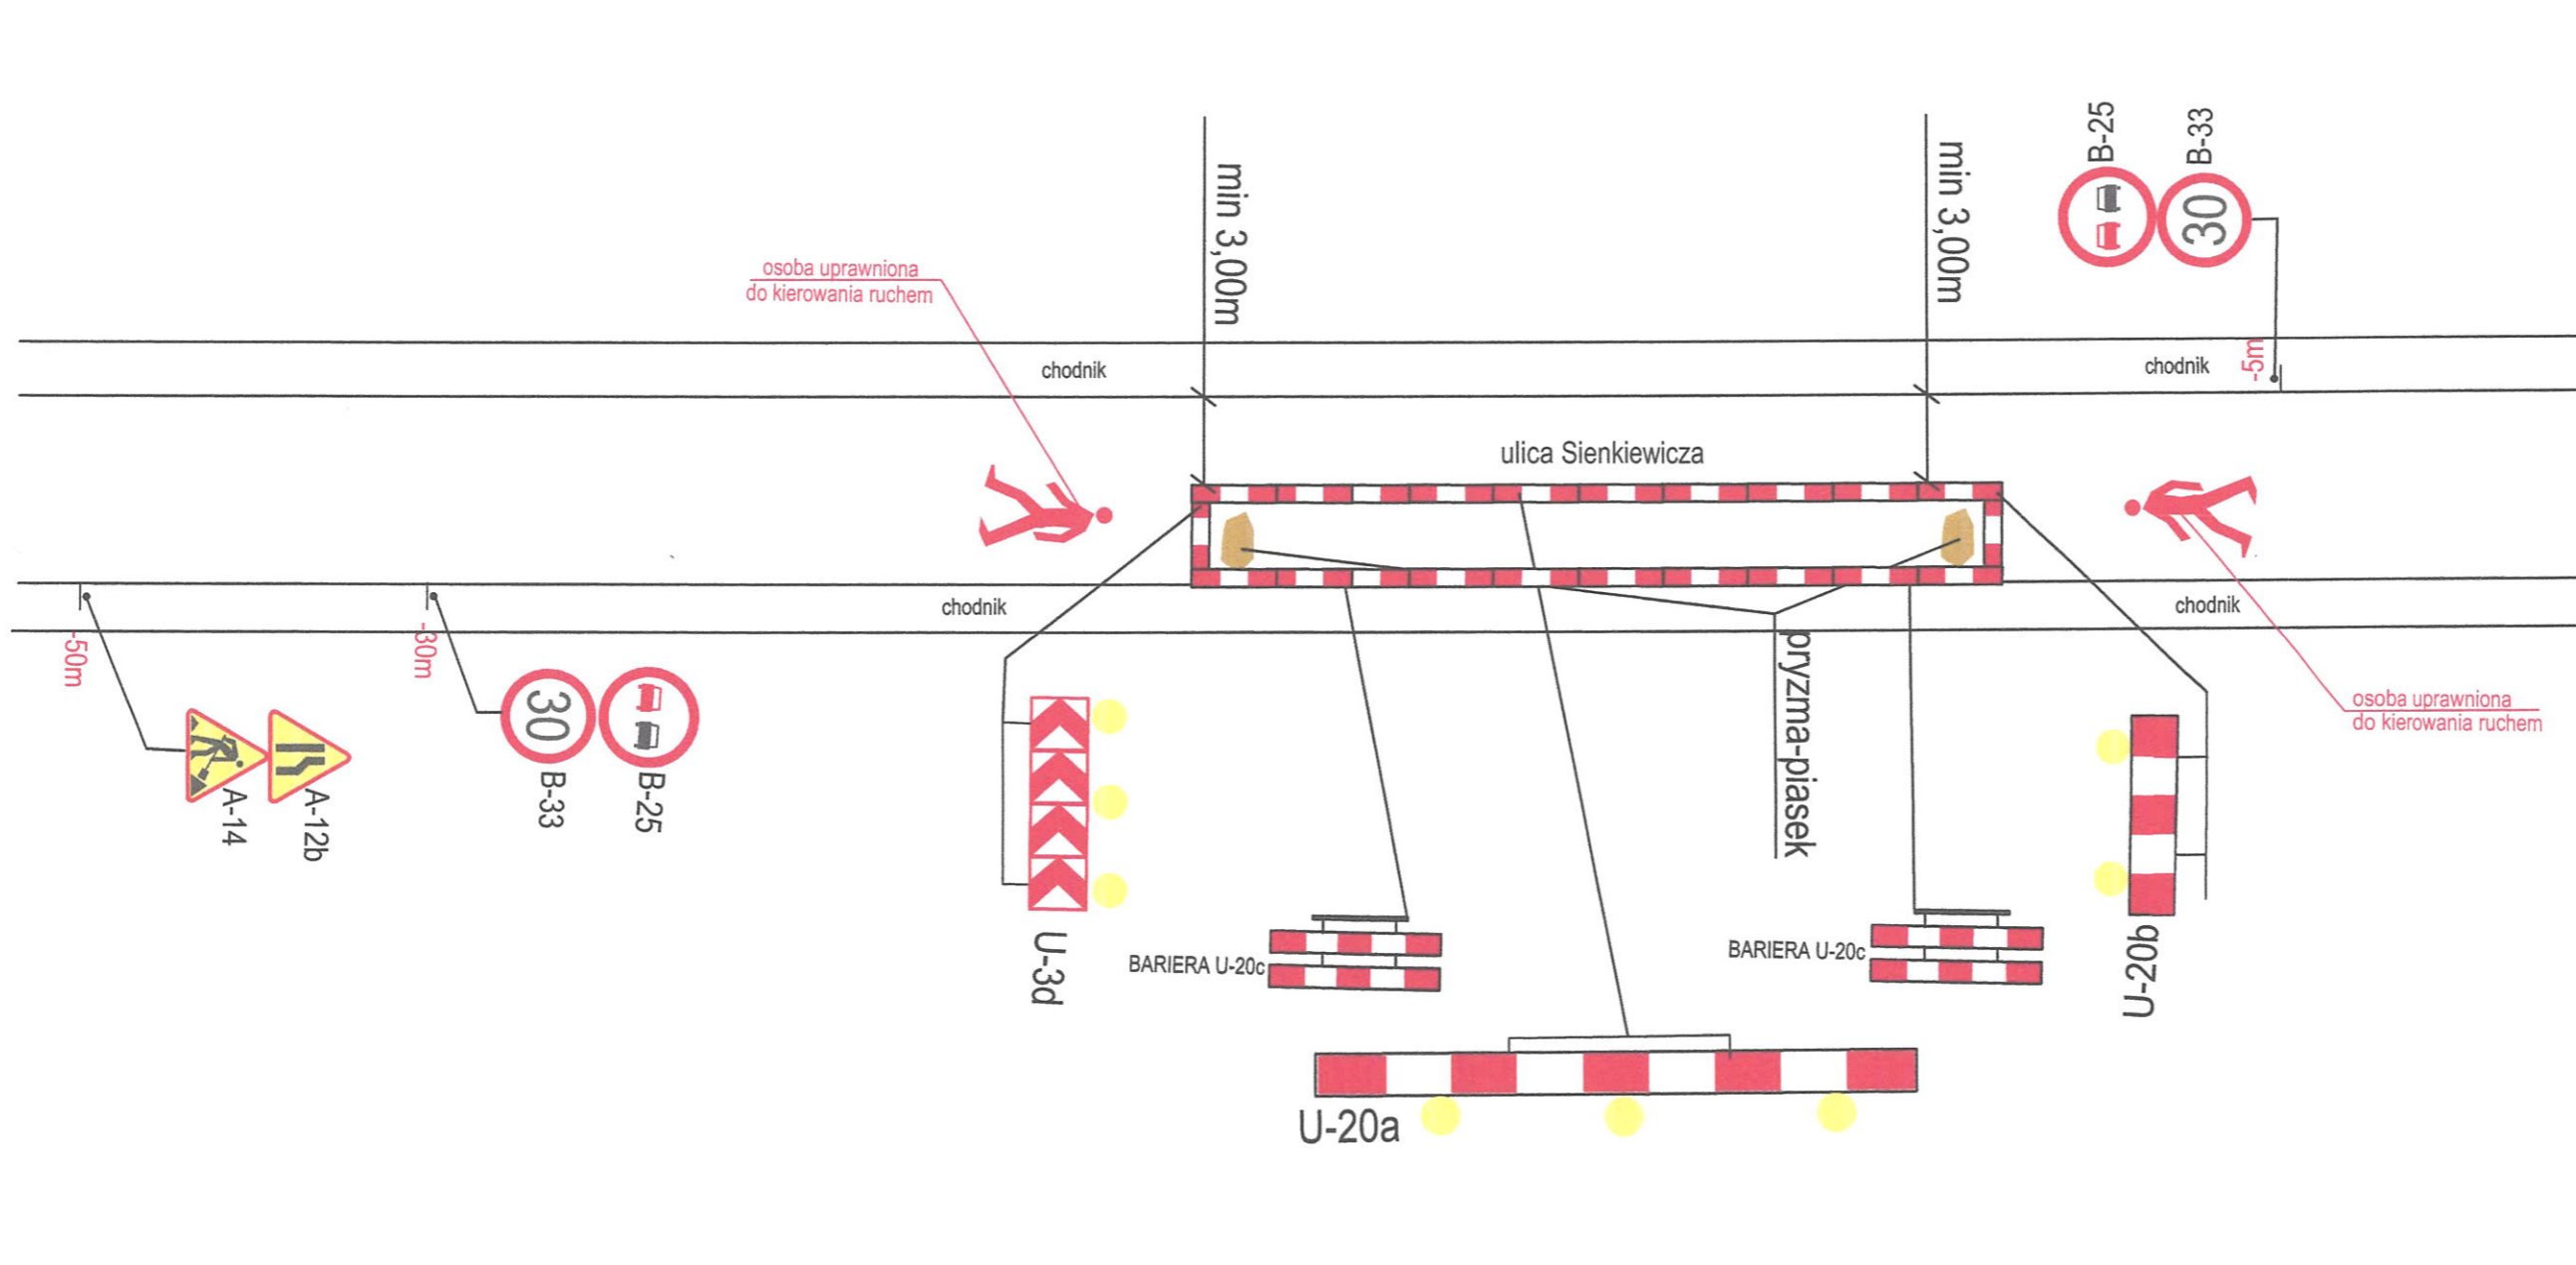 B-25
B-33
30
min 3,00m
min 3,00m
osoba uprawniona
do kierowania ruchem
chodnik
chodnik
-5m
ulica Sienkiewicza
chodnik
chodnik
-50m
-30m
pryzma-piasek
30
B-33
B-25
A-14
A-12b
osoba uprawniona
do kierowania ruchem
U-3d
BARIERA U-20c
BARIERA U-20c
U-20b
U-20a